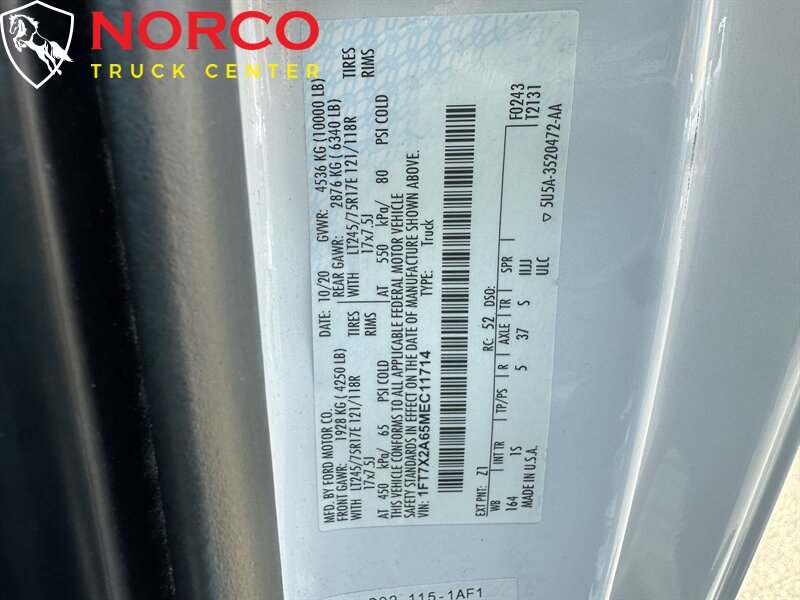 NORCO
TRUCK CENTER
MFD. BY FORD MOTOR CO.
DATE: 10/20 GVWR: 4536 KG (10000 LB)
FRONT GAWR: 1928 KG ( 4250 LB) REAR GAWR: 2876 KG ( 6340 LB)
WITH LT245/75R17E 121/118R TIRES WITH LT245/75R17E 121/118R TIRES
17x7.5J RIMS 17x7.5J RIMS
AT 450 kPa/ 65 PSI COLD AT 550 kPa/ 80 PSI COLD
THIS VEHICLE CONFORMS TO ALL APPLICABLE FEDERAL MOTOR VEHICLE
SAFETY STANDARDS IN EFFECT ON THE DATE OF MANUFACTURE SHOWN ABOVE.
VIN: 1FT7X2A65MEC11714 TYPE: Truck
F0243
EXT PNT: Z1 RC: 52 DSO: T2131
WB INT TR TP/PS R AXLE TR SPR
164 1S 5 37 S IIJJ
MADE IN U.S.A. ULC
▽ 5U5A-3520472-AA
115-1AF1